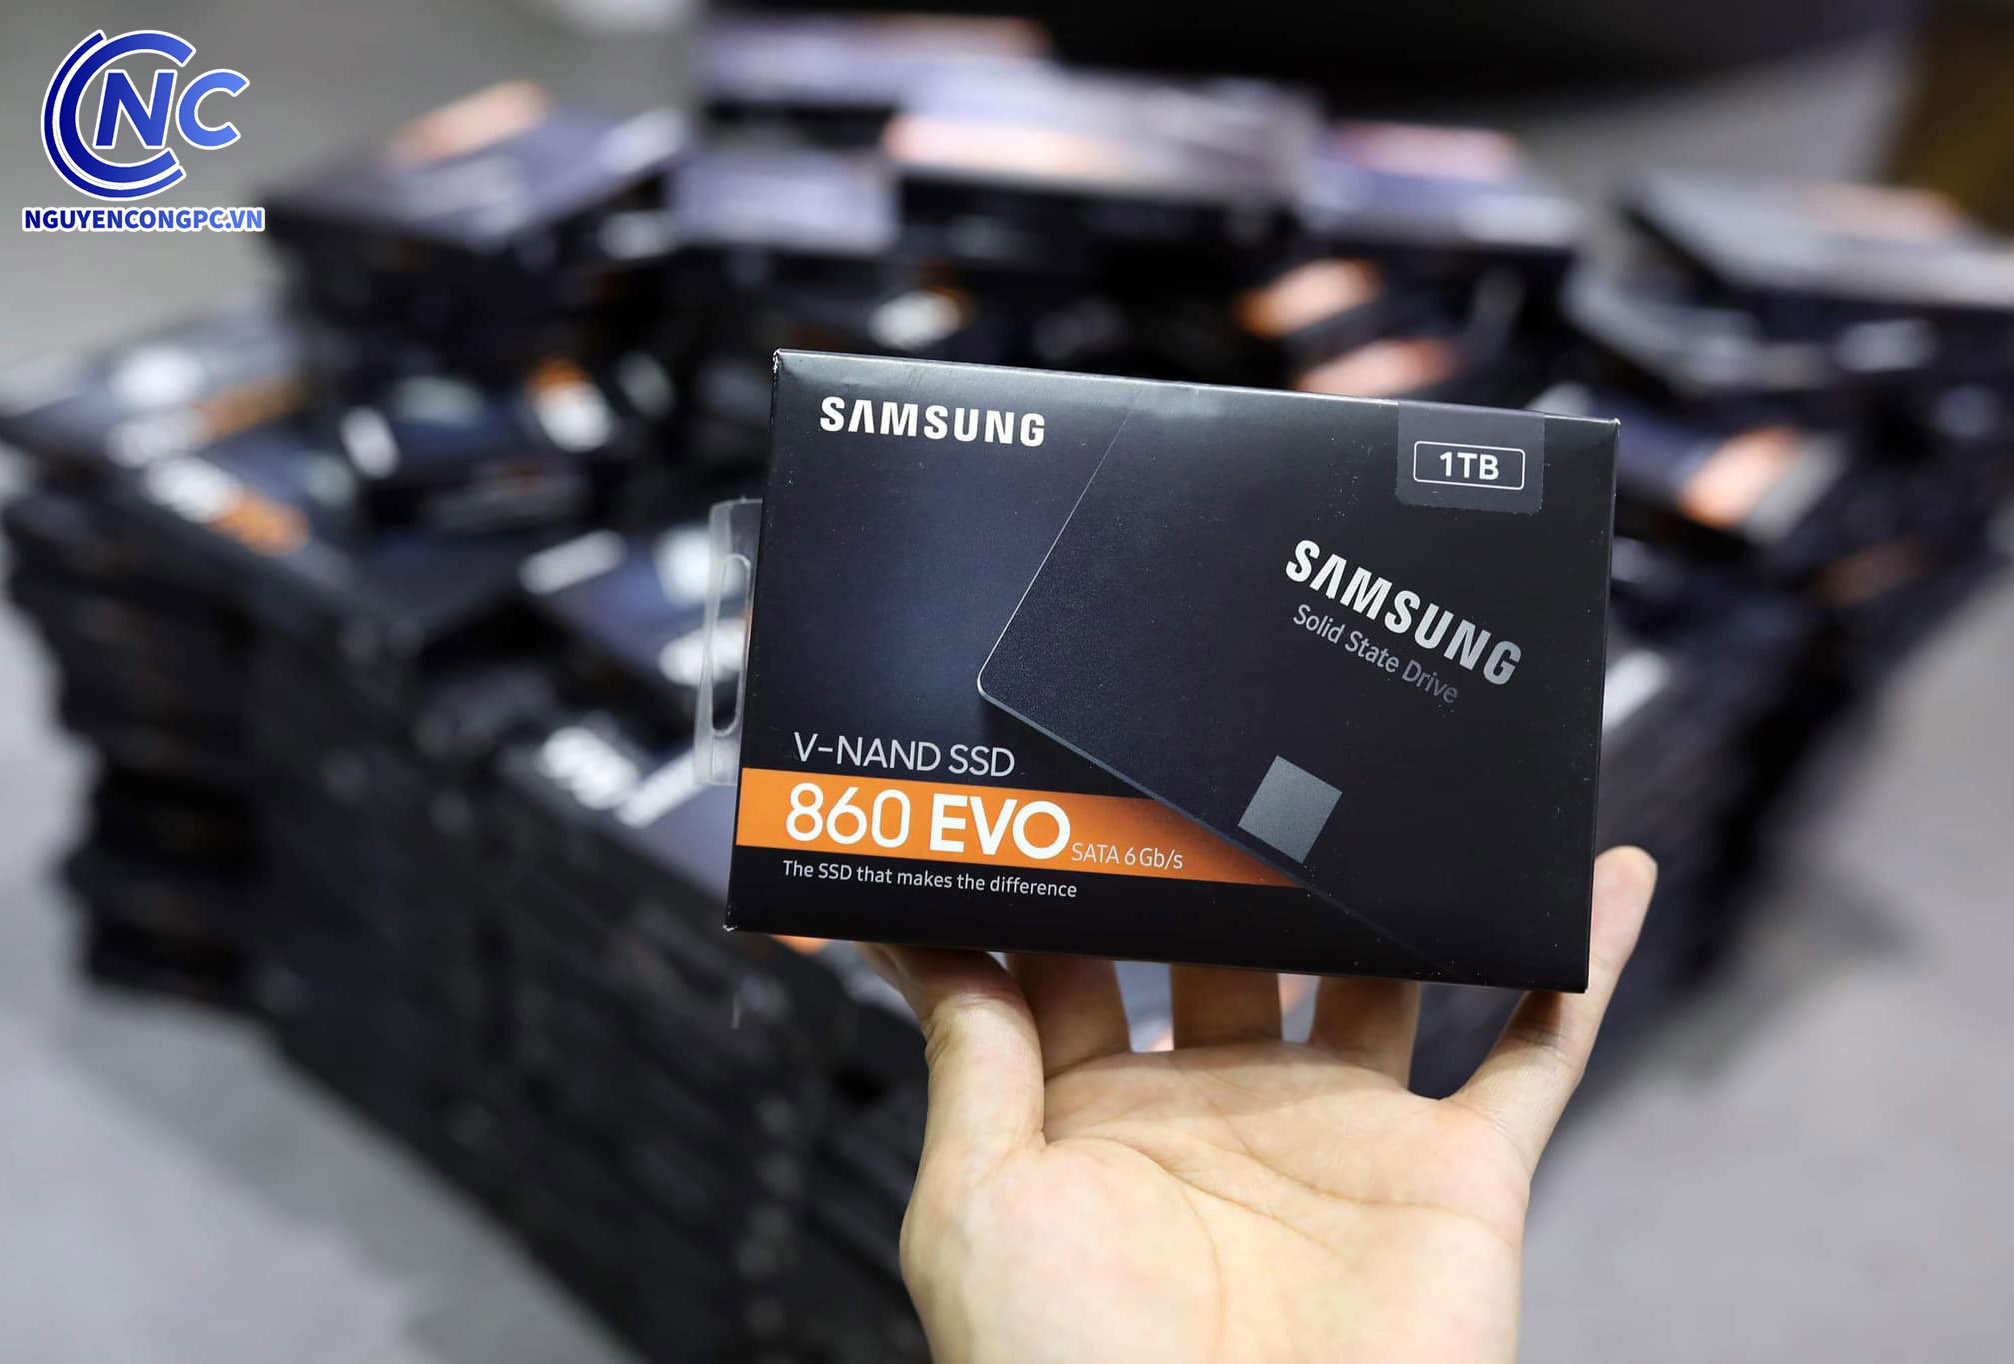 CNC
NGUYENCONGPC.VN
SAMSUNG
1TB
SAMSUNG
Solid State Drive
V-NAND SSD
860 EVO SATA 6 Gb/s
The SSD that makes the difference